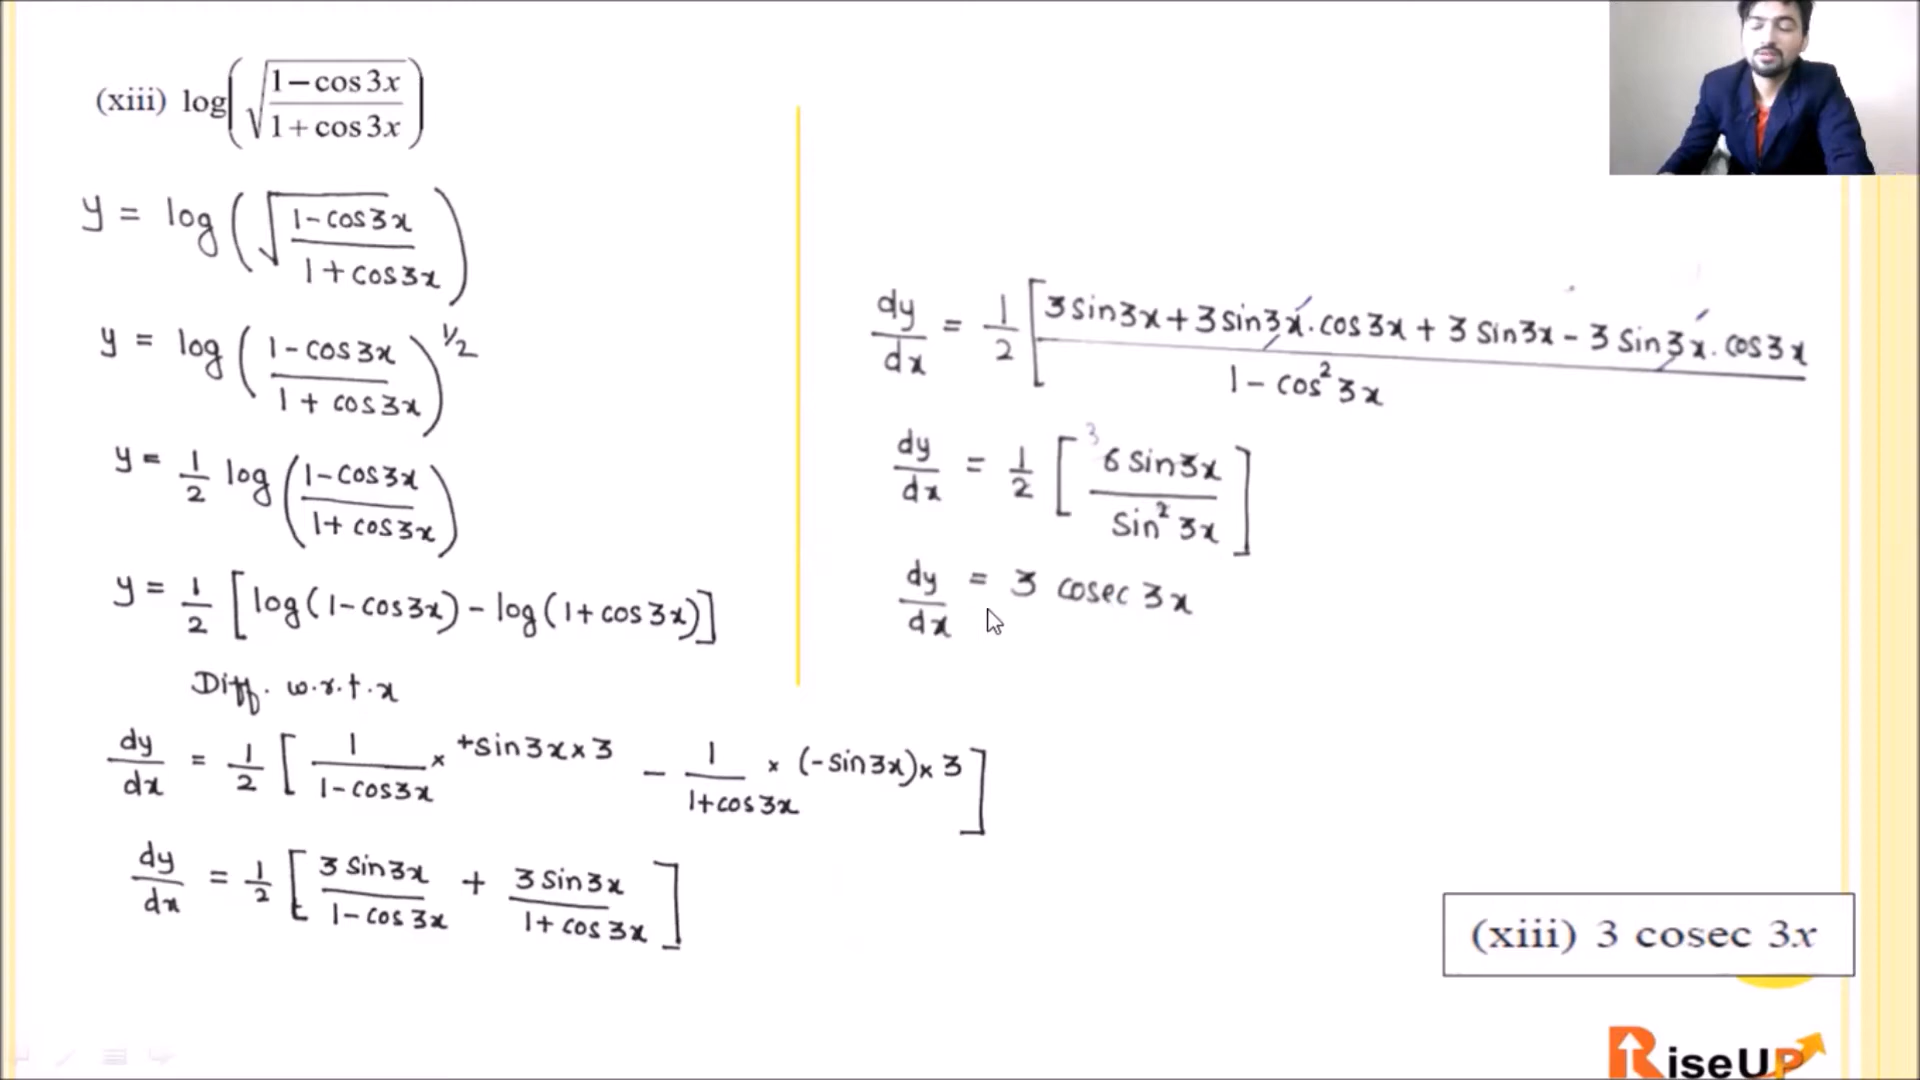 (xiii) log(√((1−cos 3x)/(1+cos 3x)))
y = log(√((1-cos3x)/(1+cos3x)))
y = log((1-cos3x)/(1+cos3x))^1/2
y = 1/2 log((1-cos3x)/(1+cos3x))
y = 1/2 [log(1-cos3x) - log(1+cos3x)]
Diff. w.r.t.x
dy/dx = 1/2 [1/(1-cos3x) × +sin3x×3 - 1/(1+cos3x) × (-sin3x)×3]
dy/dx = 1/2 [3 sin3x/(1-cos3x) + 3 sin3x/(1+cos3x)]
dy/dx = 1/2 [(3sin3x+3sin3x.cos3x+3 sin3x-3 sin3x.cos3x)/(1-cos²3x)]
3
dy/dx = 1/2 [6 sin3x/sin²3x]
dy/dx = 3 cosec 3x
(xiii) 3 cosec 3x
RiseUP